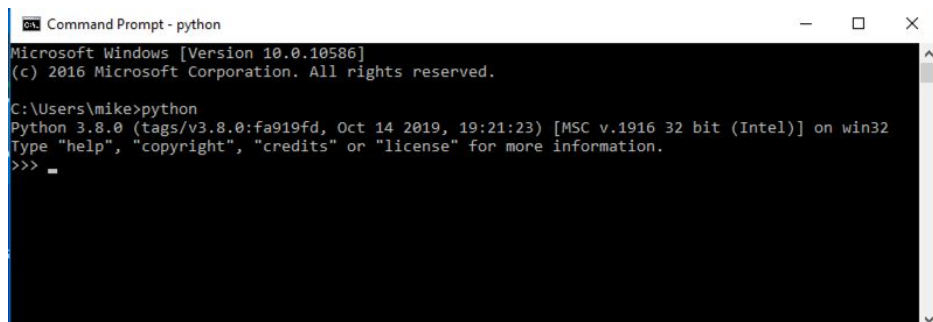 Command Prompt - python
Microsoft Windows [Version 10.0.10586]
(c) 2016 Microsoft Corporation. All rights reserved.
C:\Users\mike>python
Python 3.8.0 (tags/v3.8.0:fa919fd, Oct 14 2019, 19:21:23) [MSC v.1916 32 bit (Intel)] on win32
Type "help", "copyright", "credits" or "license" for more information.
>>> _